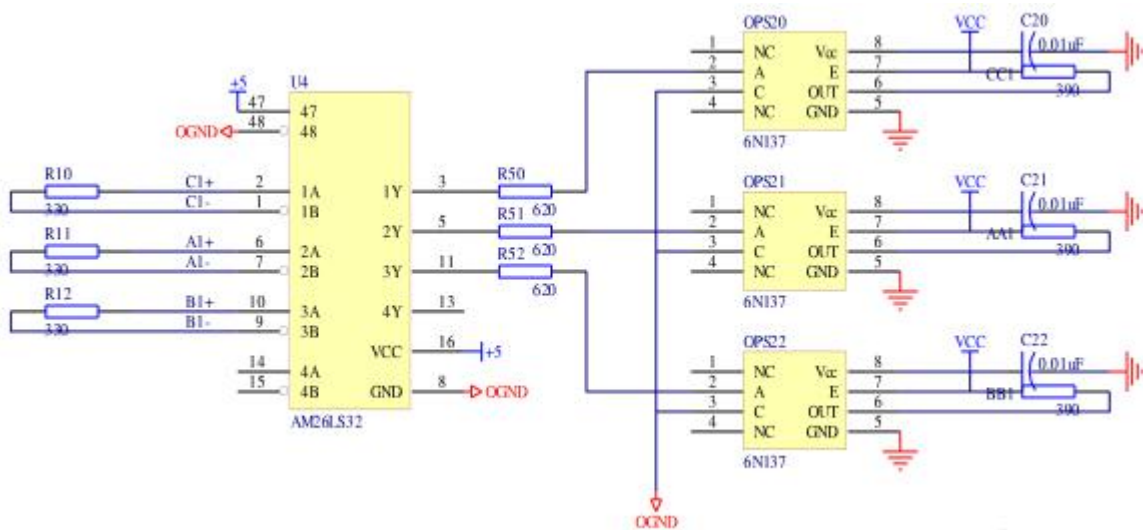 U4
+5
47
47
48
48
OGND
R10
330
C1+
C1-
2
1
1A
1B
R11
330
A1+
A1-
6
7
2A
2B
R12
330
B1+
B1-
10
9
3A
3B
14
15
4A
4B
1Y
3
2Y
5
3Y
11
4Y
13
VCC
16
+5
GND
8
OGND
AM26LS32
R50
620
R51
620
R52
620
OGND
OPS20
1
2
3
4
NC
A
C
NC
Vcc
E
OUT
GND
8
7
6
5
6N137
VCC
C20
0.01uF
CC1
390
OPS21
1
2
3
4
NC
A
C
NC
Vcc
E
OUT
GND
8
7
6
5
6N137
VCC
C21
0.01uF
AA1
390
OPS22
1
2
3
4
NC
A
C
NC
Vcc
E
OUT
GND
8
7
6
5
6N137
VCC
C22
0.01uF
BB1
390